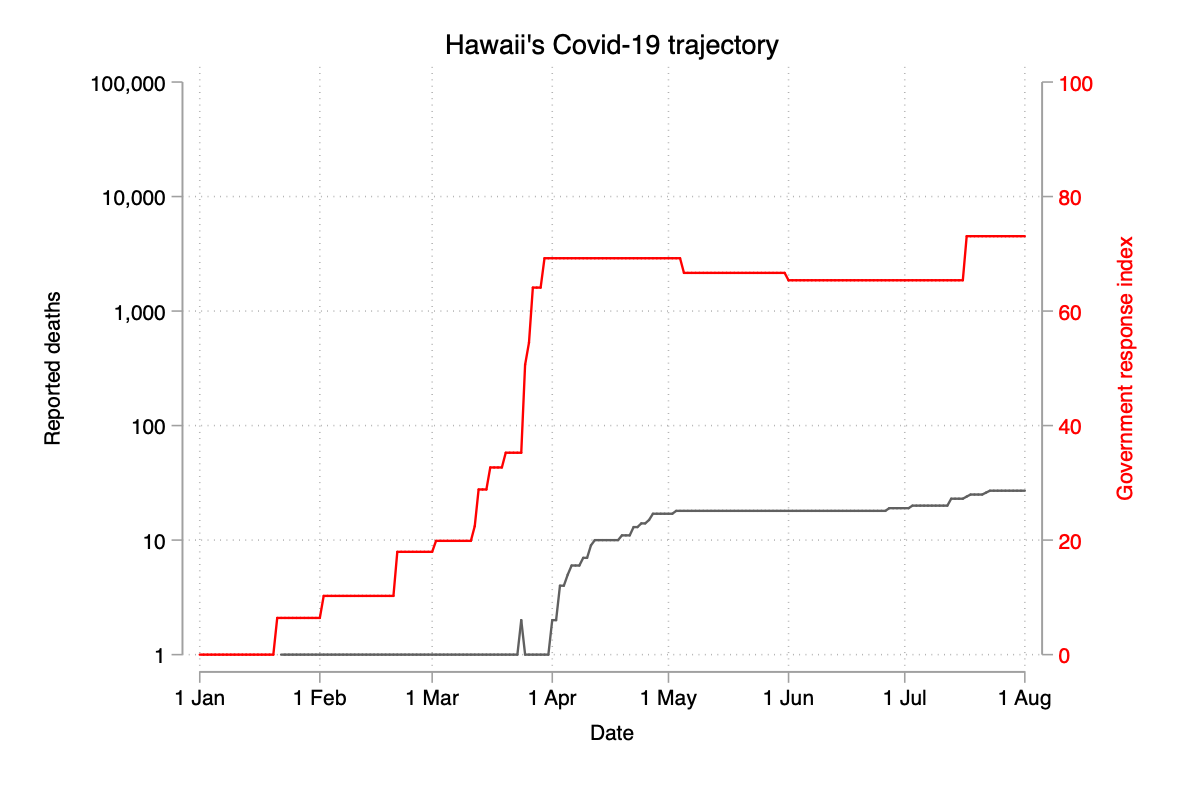 Hawaii's Covid-19 trajectory
100,000
10,000
1,000
100
10
1
Reported deaths
100
80
60
40
20
0
Government response index
1 Jan 1 Feb 1 Mar 1 Apr 1 May 1 Jun 1 Jul 1 Aug
Date